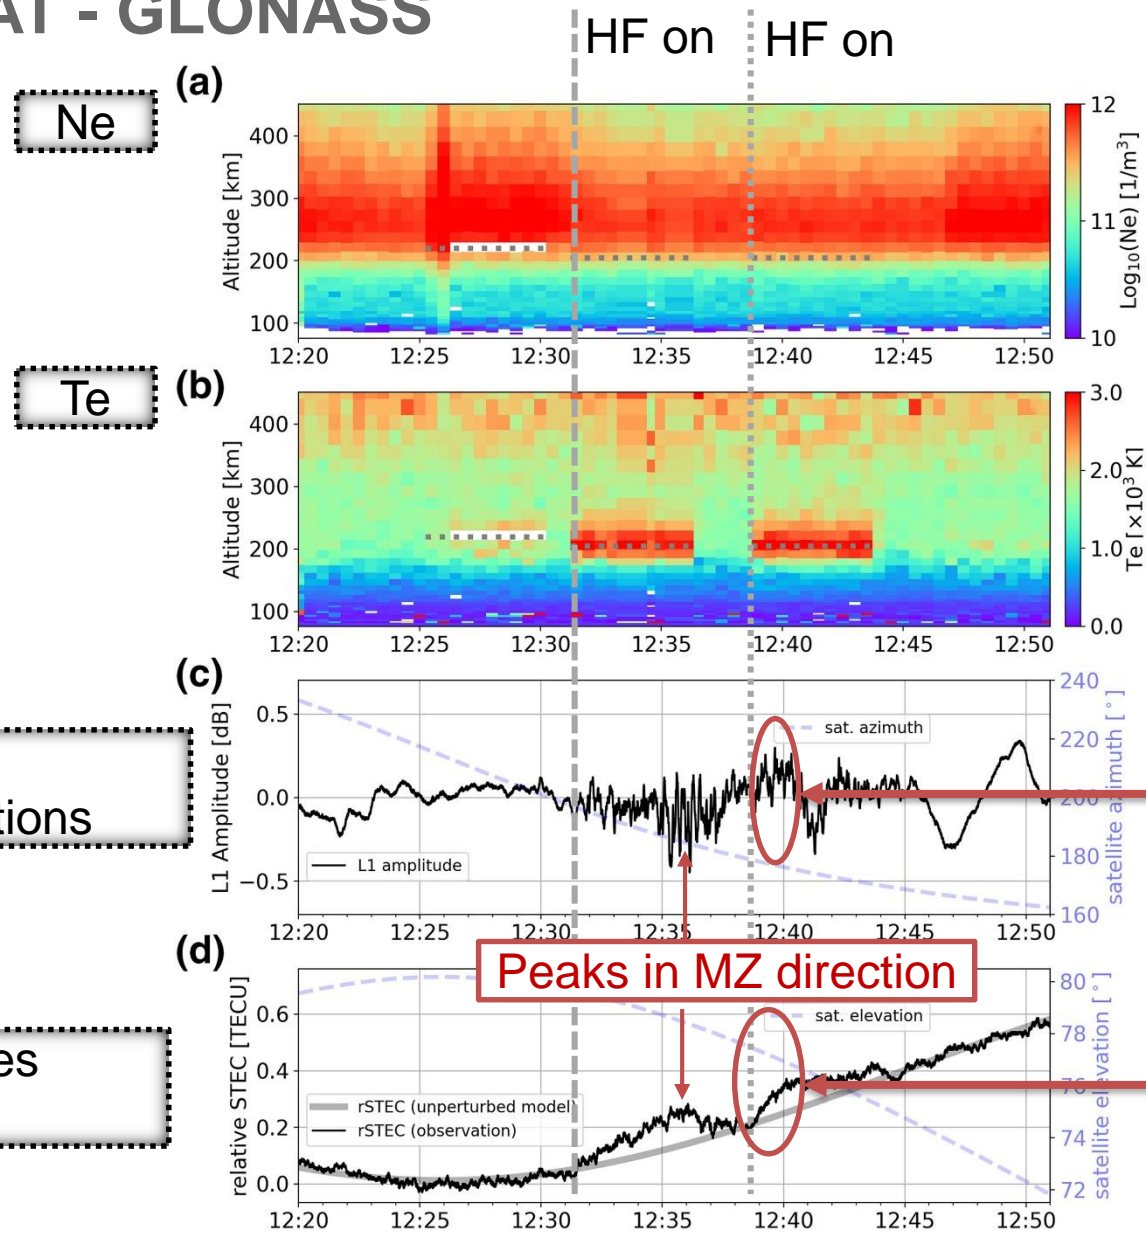 AT - GLONASS
HF on
HF on
Ne
(a)
Altitude [km]
400
300
200
100
12:20
12:25
12:30
12:35
12:40
12:45
12:50
12
11
10
Log10(Ne) [1/m³]
Te
(b)
Altitude [km]
400
300
200
100
12:20
12:25
12:30
12:35
12:40
12:45
12:50
3.0
2.0
1.0
0.0
Te [×10³ K]
(c)
tions
L1 Amplitude [dB]
0.5
0.0
−0.5
L1 amplitude
sat. azimuth
240
220
200
180
160
satellite azimuth [°]
12:20
12:25
12:30
12:35
12:40
12:45
12:50
Peaks in MZ direction
(d)
es
relative STEC [TECU]
0.6
0.4
0.2
0.0
rSTEC (unperturbed model)
rSTEC (observation)
sat. elevation
80
78
76
74
72
satellite elevation [°]
12:20
12:25
12:30
12:35
12:40
12:45
12:50